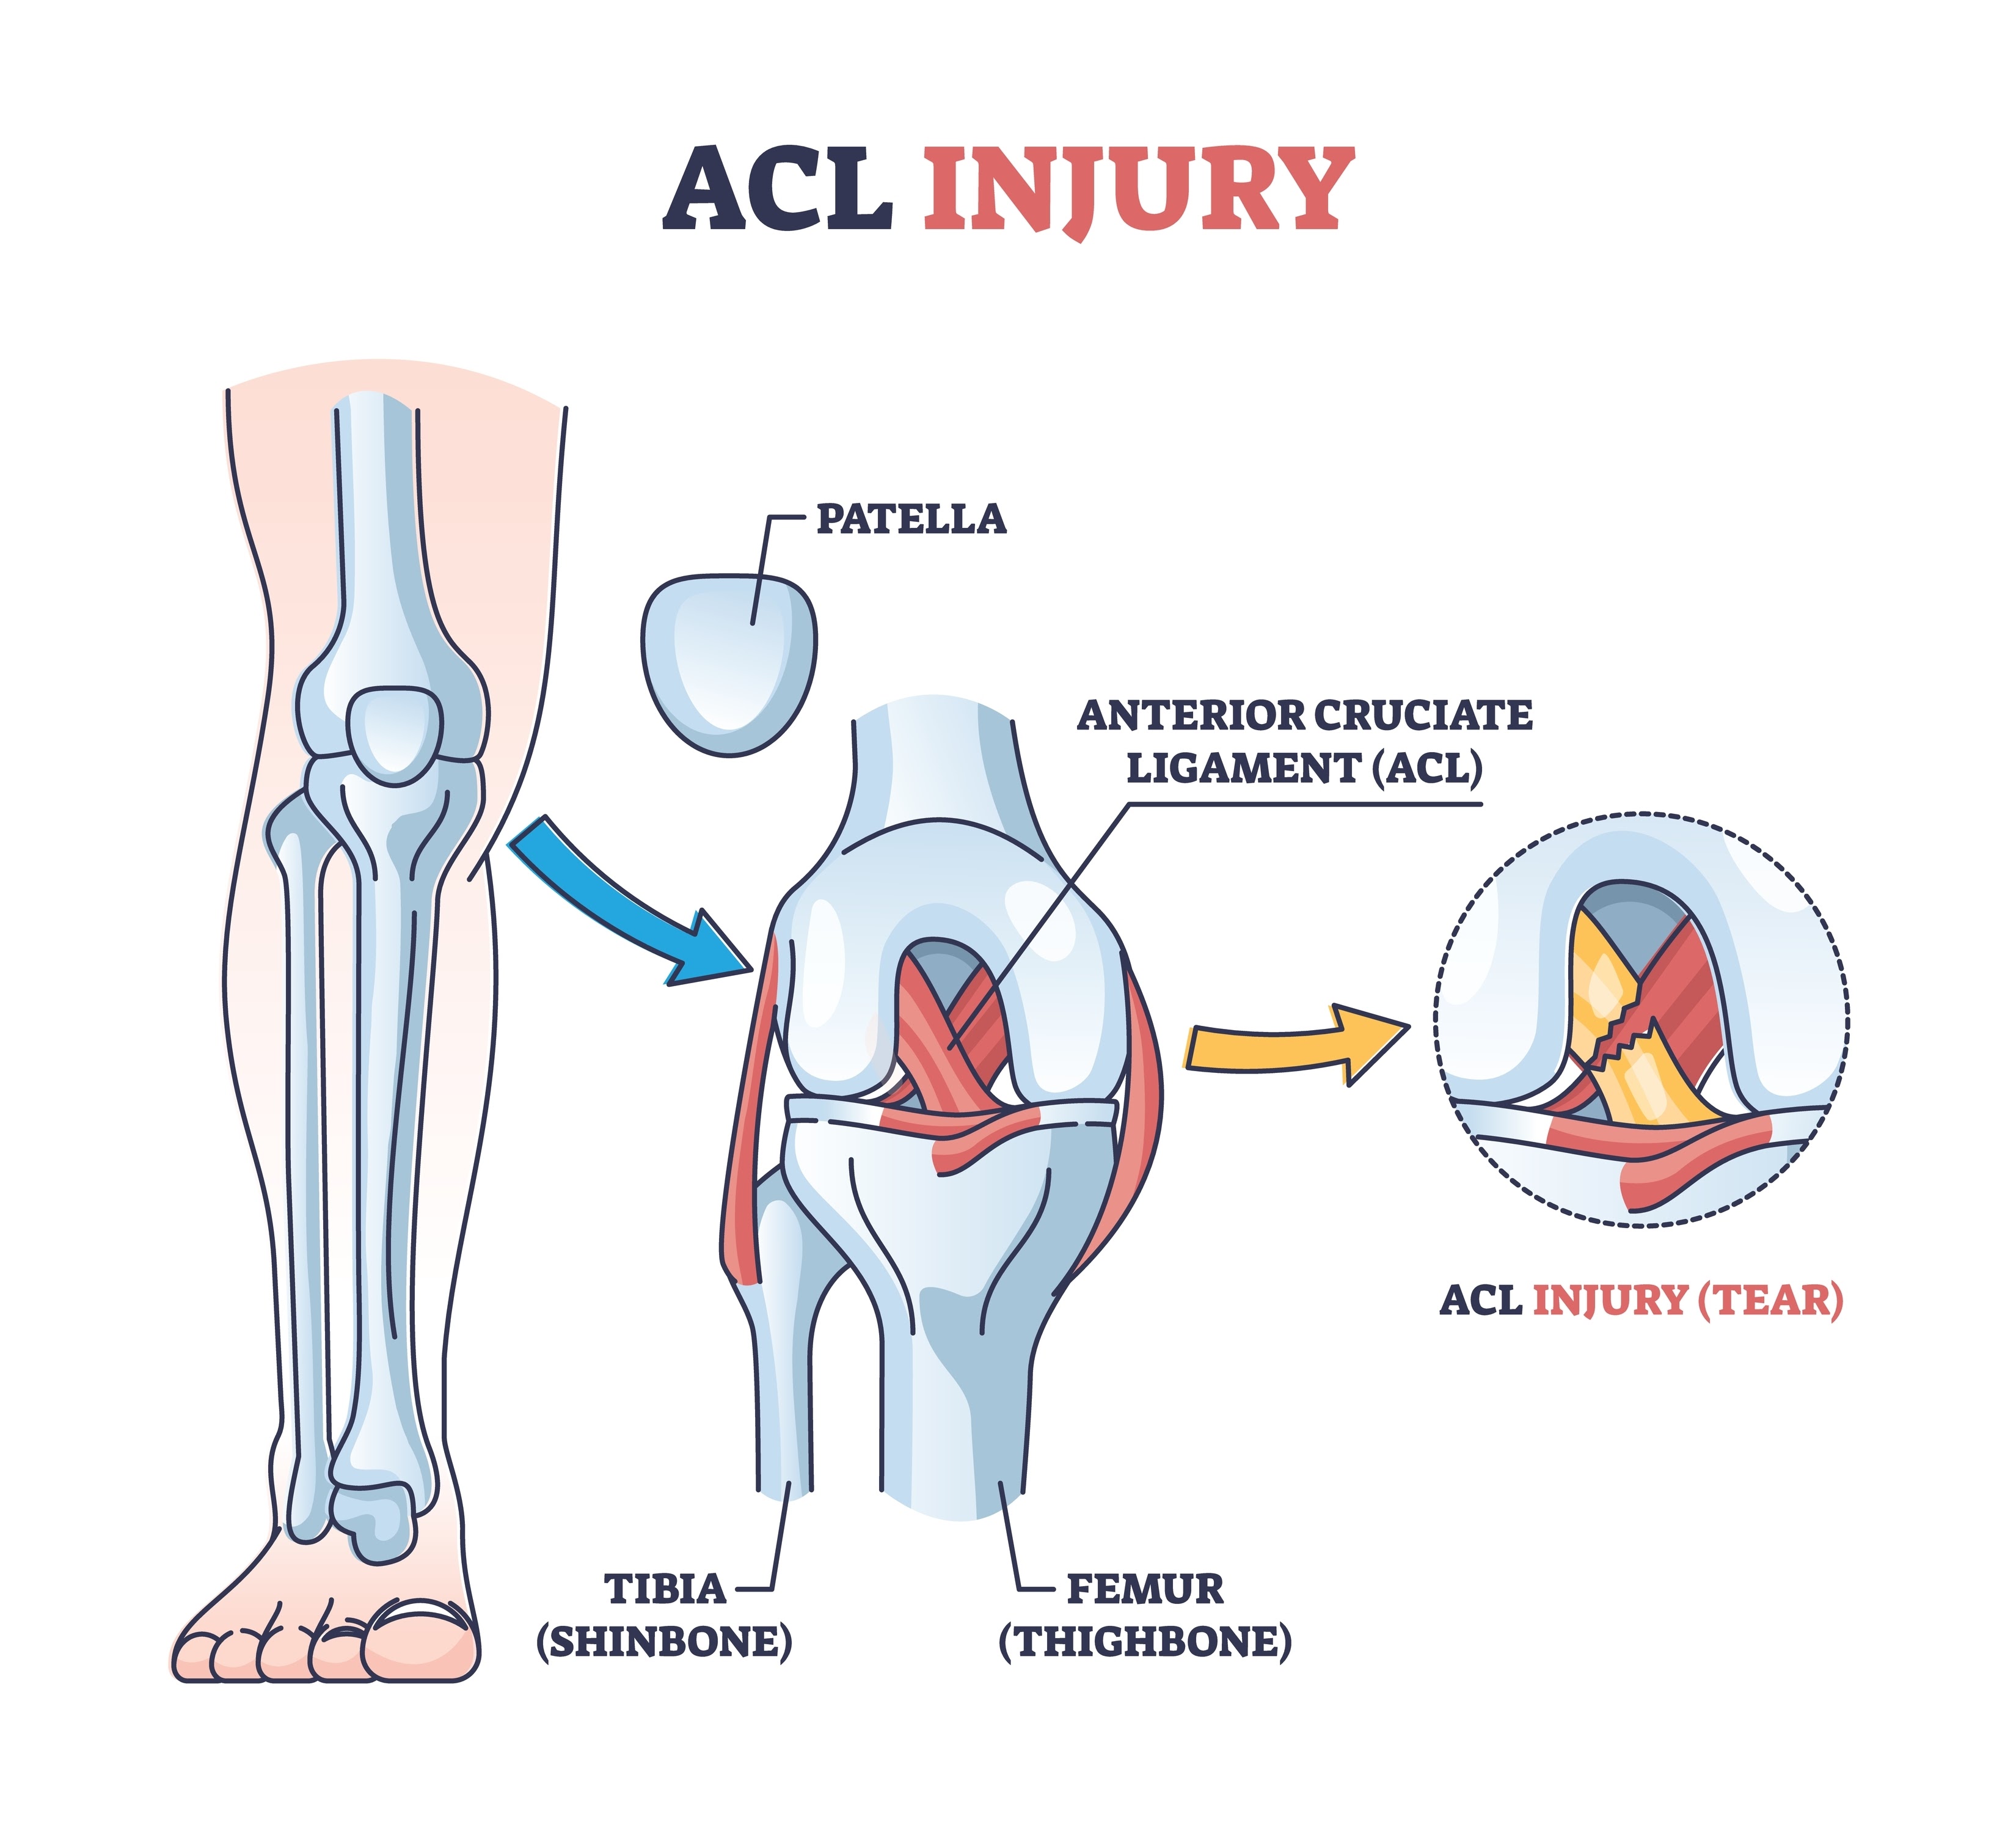 ACL INJURY
PATELLA
ANTERIOR CRUCIATE
LIGAMENT (ACL)
ACL INJURY (TEAR)
TIBIA
(SHINBONE)
FEMUR
(THIGHBONE)